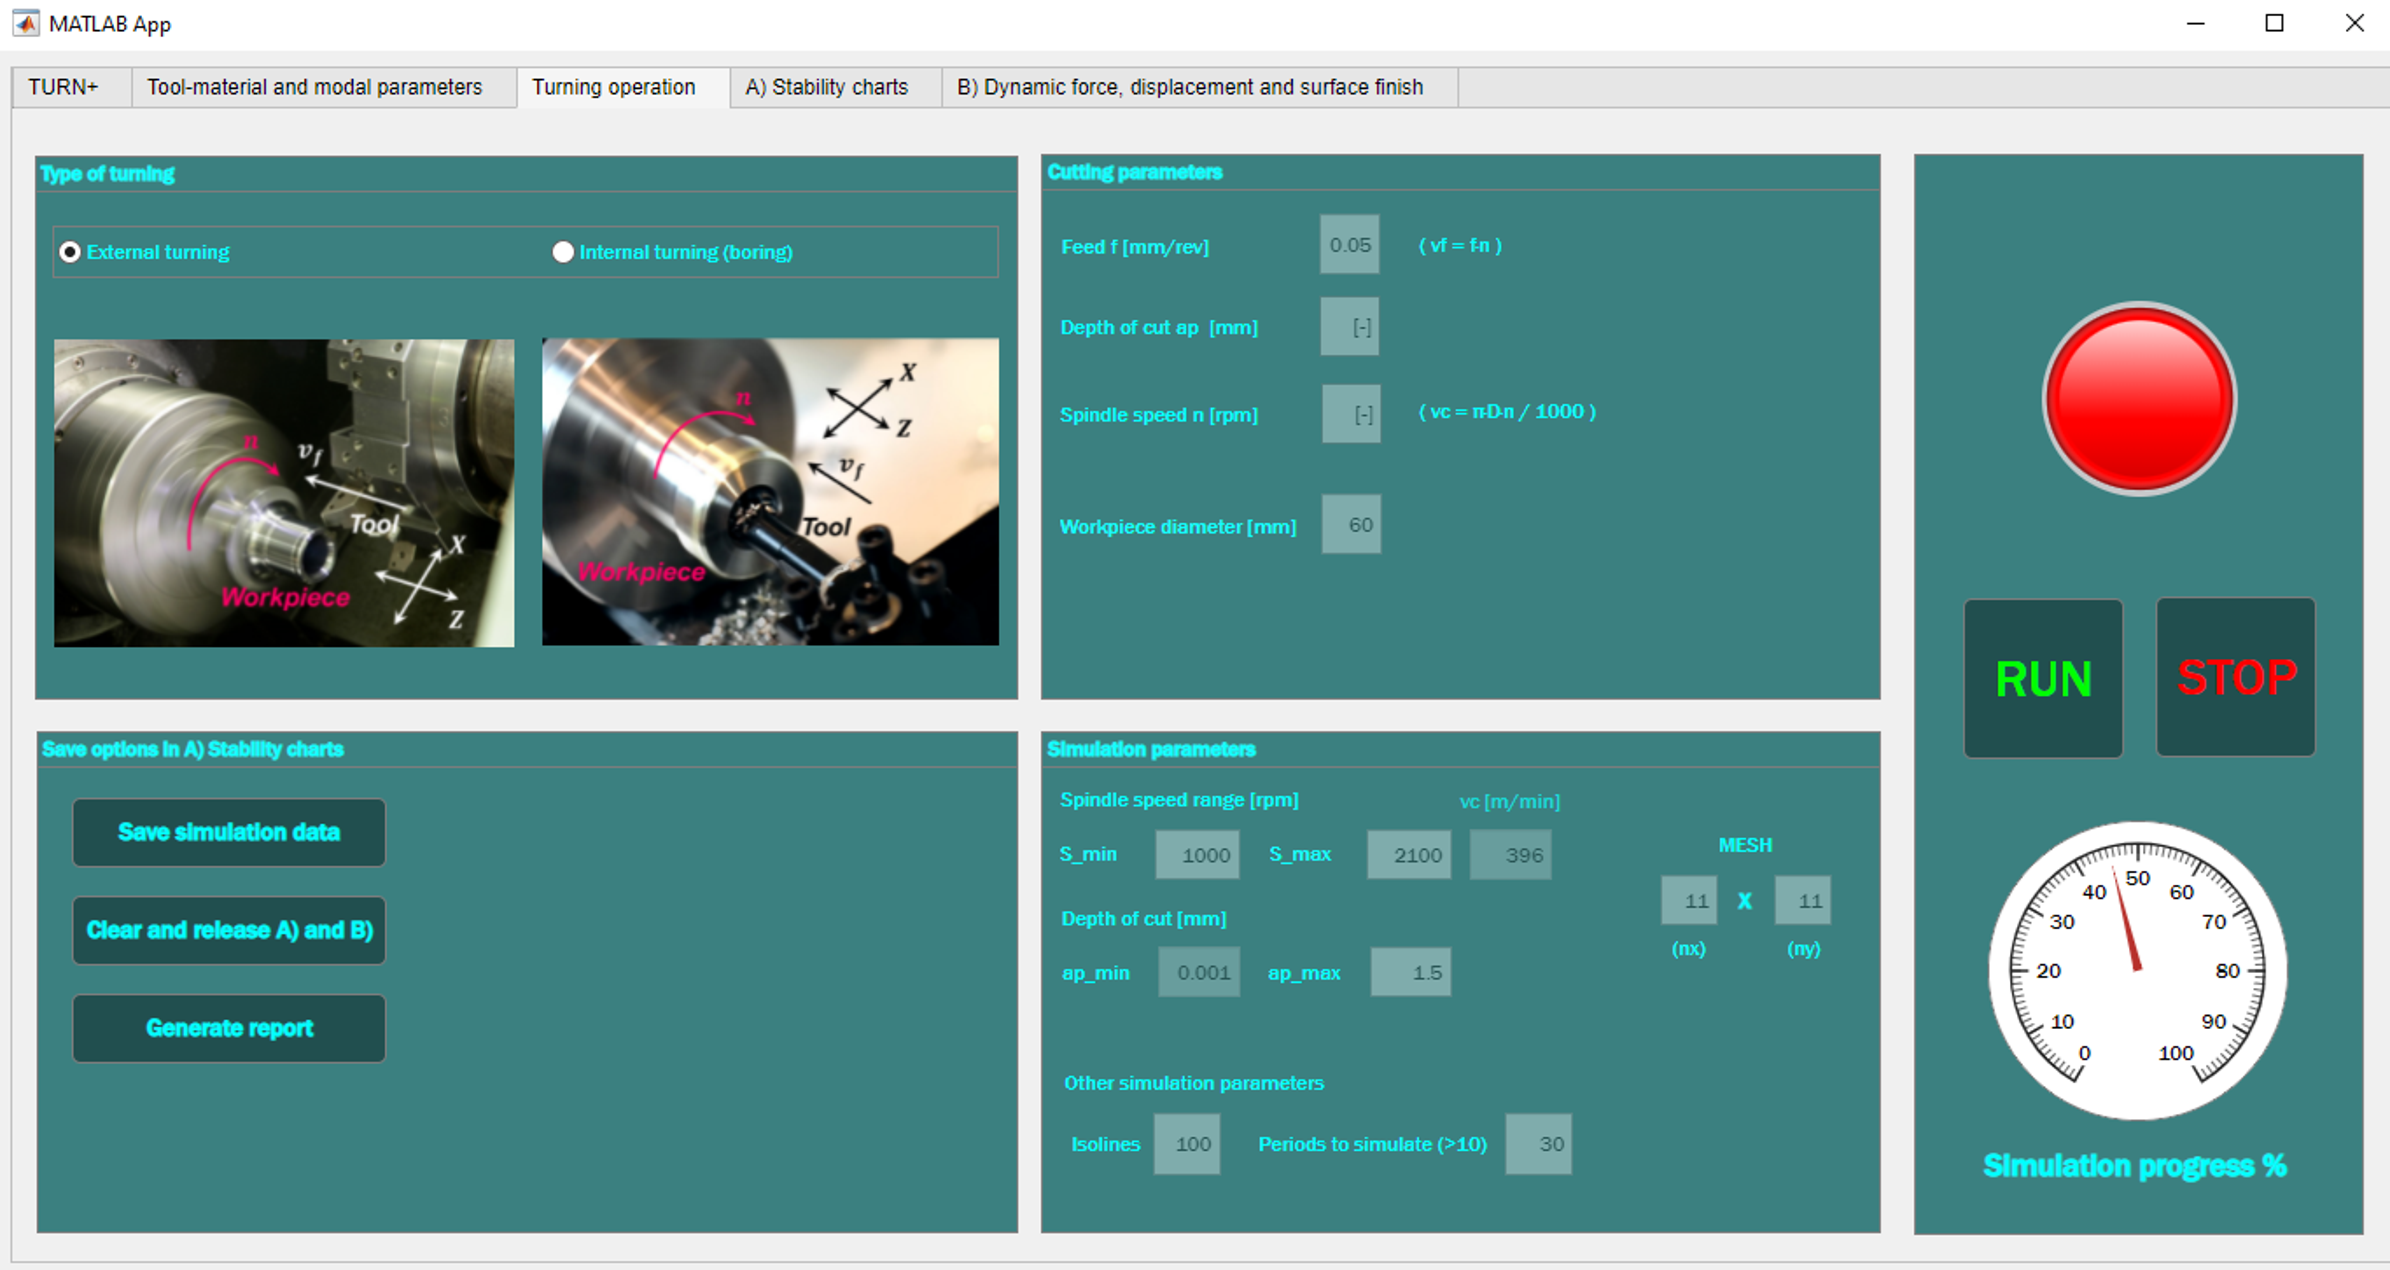 MATLAB App
TURN+
Tool-material and modal parameters
Turning operation
A) Stability charts
B) Dynamic force, displacement and surface finish
Type of turning
External turning
Internal turning (boring)
n
vf
Tool
Workpiece
X
Z
n
X
Z
vf
Tool
Workpiece
Cutting parameters
Feed f [mm/rev] 0.05 ( vf = f·n )
Depth of cut ap [mm] [-]
Spindle speed n [rpm] [-] ( vc = π·D·n / 1000 )
Workpiece diameter [mm] 60
Save options in A) Stability charts
Save simulation data
Clear and release A) and B)
Generate report
Simulation parameters
Spindle speed range [rpm] vc [m/min]
S_min 1000 S_max 2100 396
Depth of cut [mm]
ap_min 0.001 ap_max 1.5
MESH
11 X 11
(nx) (ny)
Other simulation parameters
Isolines 100 Periods to simulate (>10) 30
RUN
STOP
0 10 20 30 40 50 60 70 80 90 100
Simulation progress %